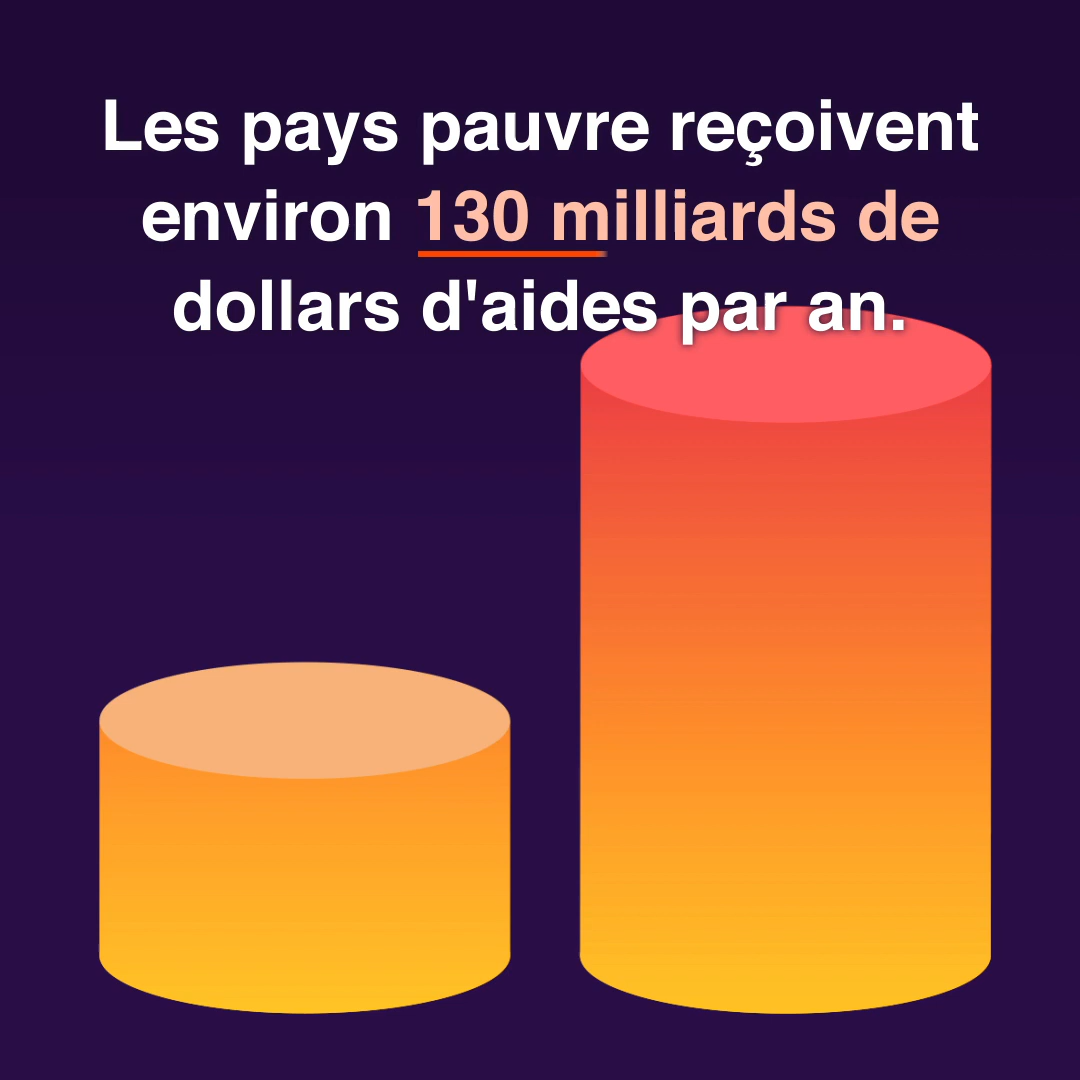 Les pays pauvre reçoivent
environ 130 milliards de
dollars d'aides par an.